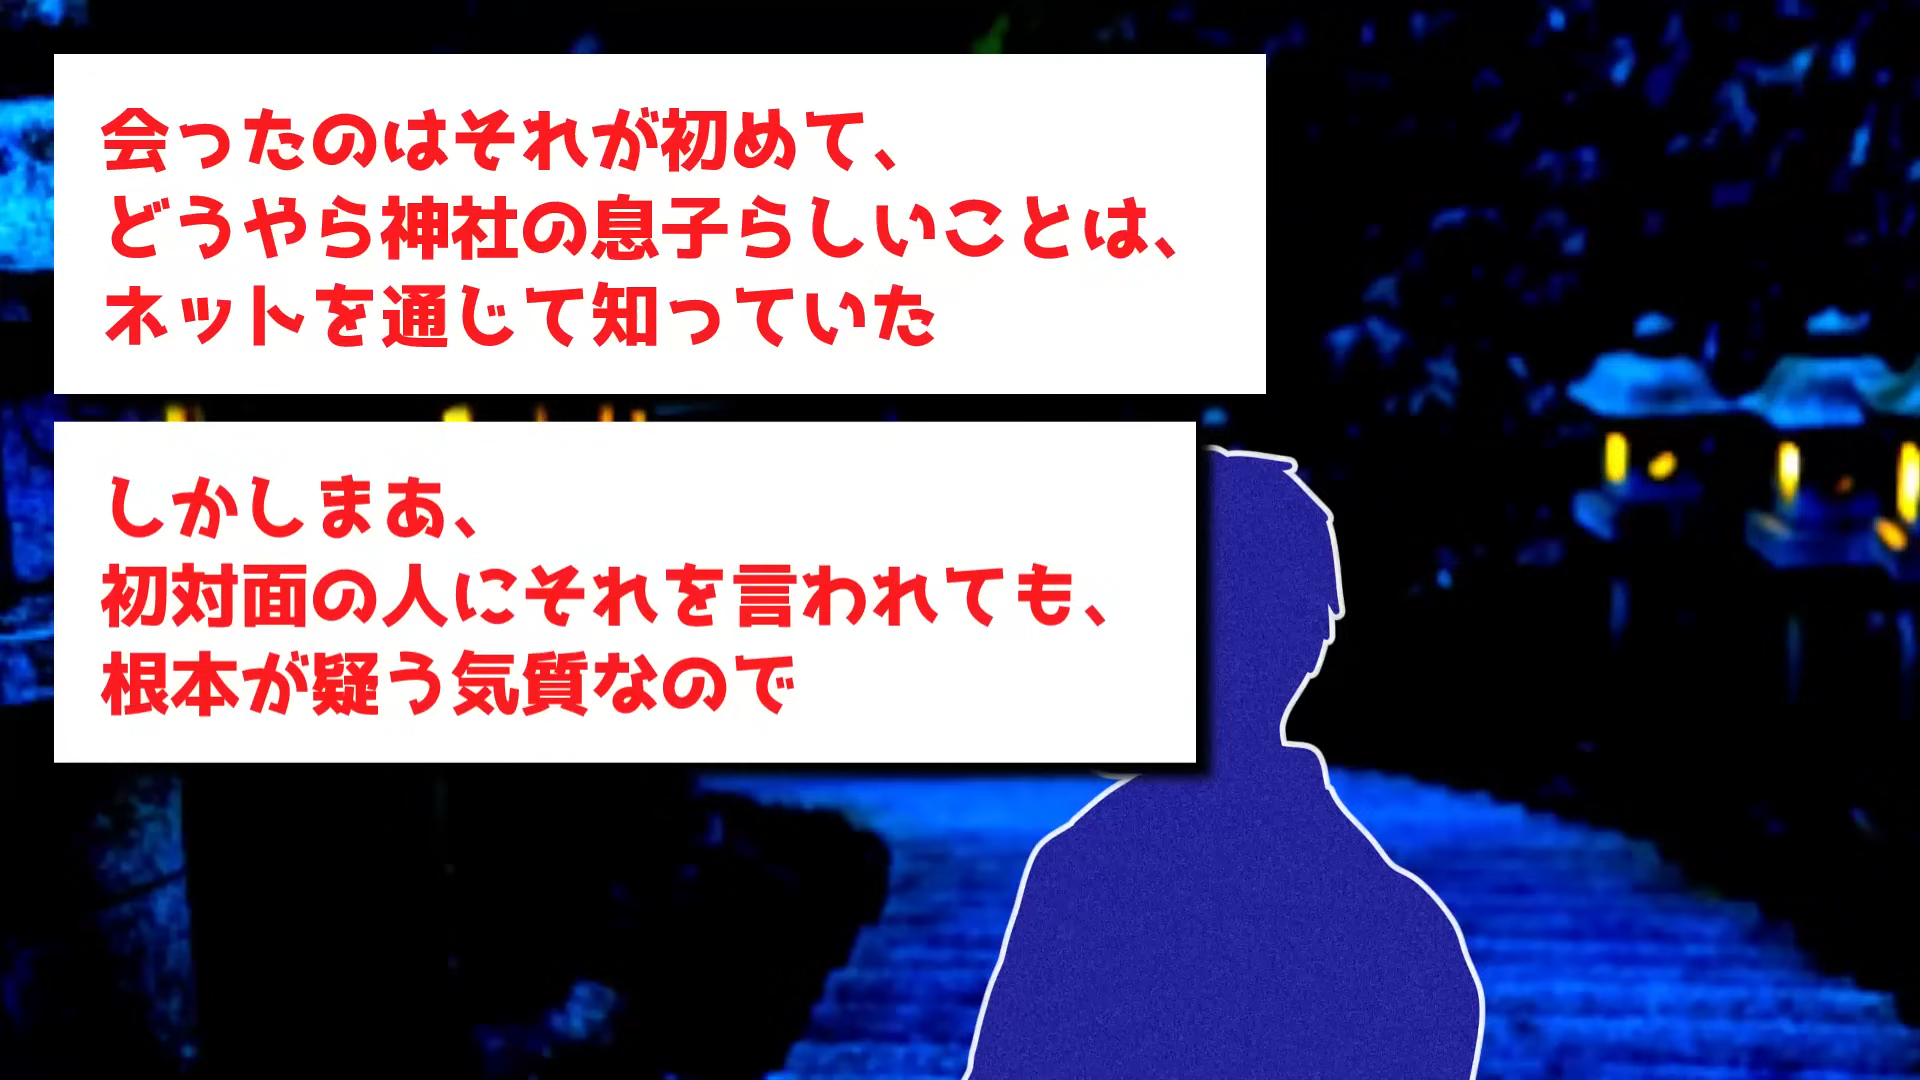 会ったのはそれが初めて、
どうやら神社の息子らしいことは、
ネットを通じて知っていた
しかしまあ、
初対面の人にそれを言われても、
根本が疑う気質なので